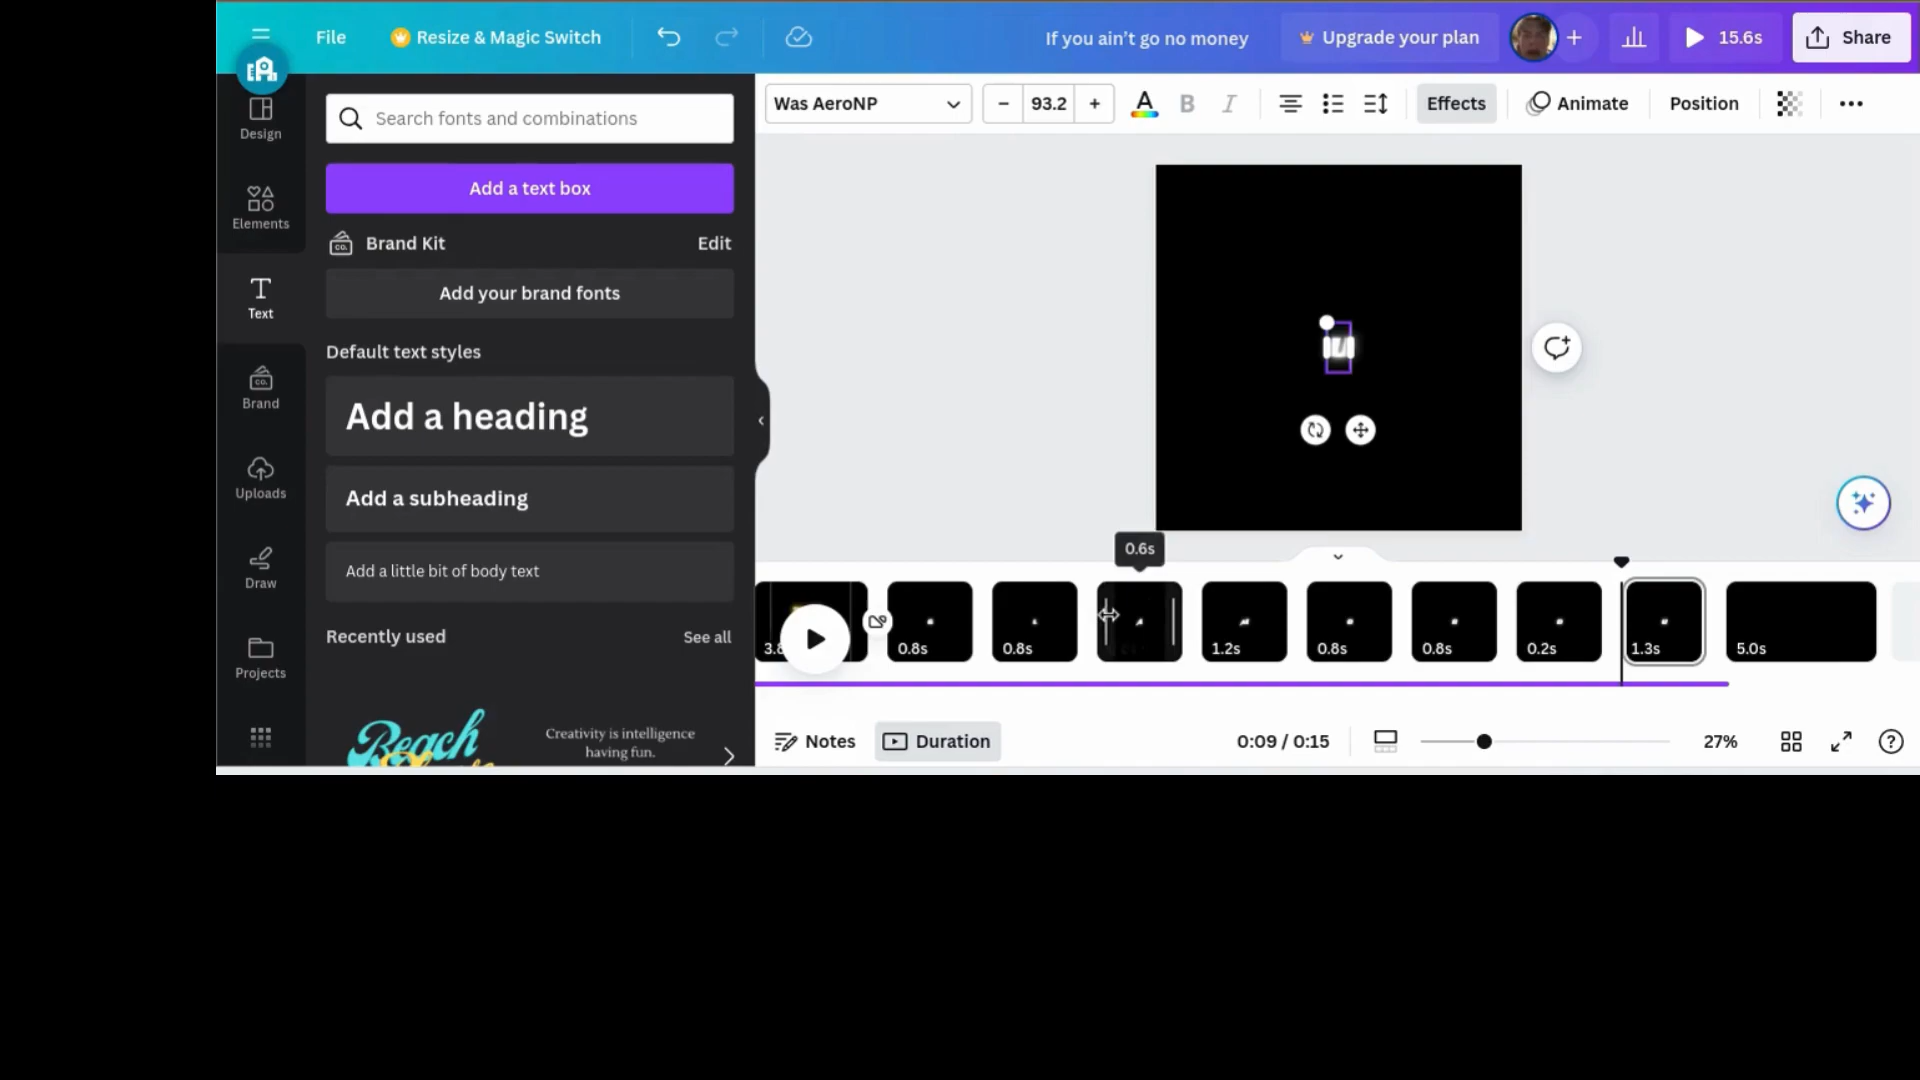 File
Resize & Magic Switch
If you ain't go no money
Upgrade your plan
15.6s
Share
Design
Elements
Text
Brand
Uploads
Draw
Projects
Search fonts and combinations
Add a text box
Brand Kit
Edit
Add your brand fonts
Default text styles
Add a heading
Add a subheading
Add a little bit of body text
Recently used
See all
Beach
Creativity is intelligence
having fun.
Was AeroNP
93.2
Effects
Animate
Position
0.6s
3.8
0.8s
0.8s
1.2s
0.8s
0.8s
0.2s
1.3s
5.0s
Notes
Duration
0:09 / 0:15
27%